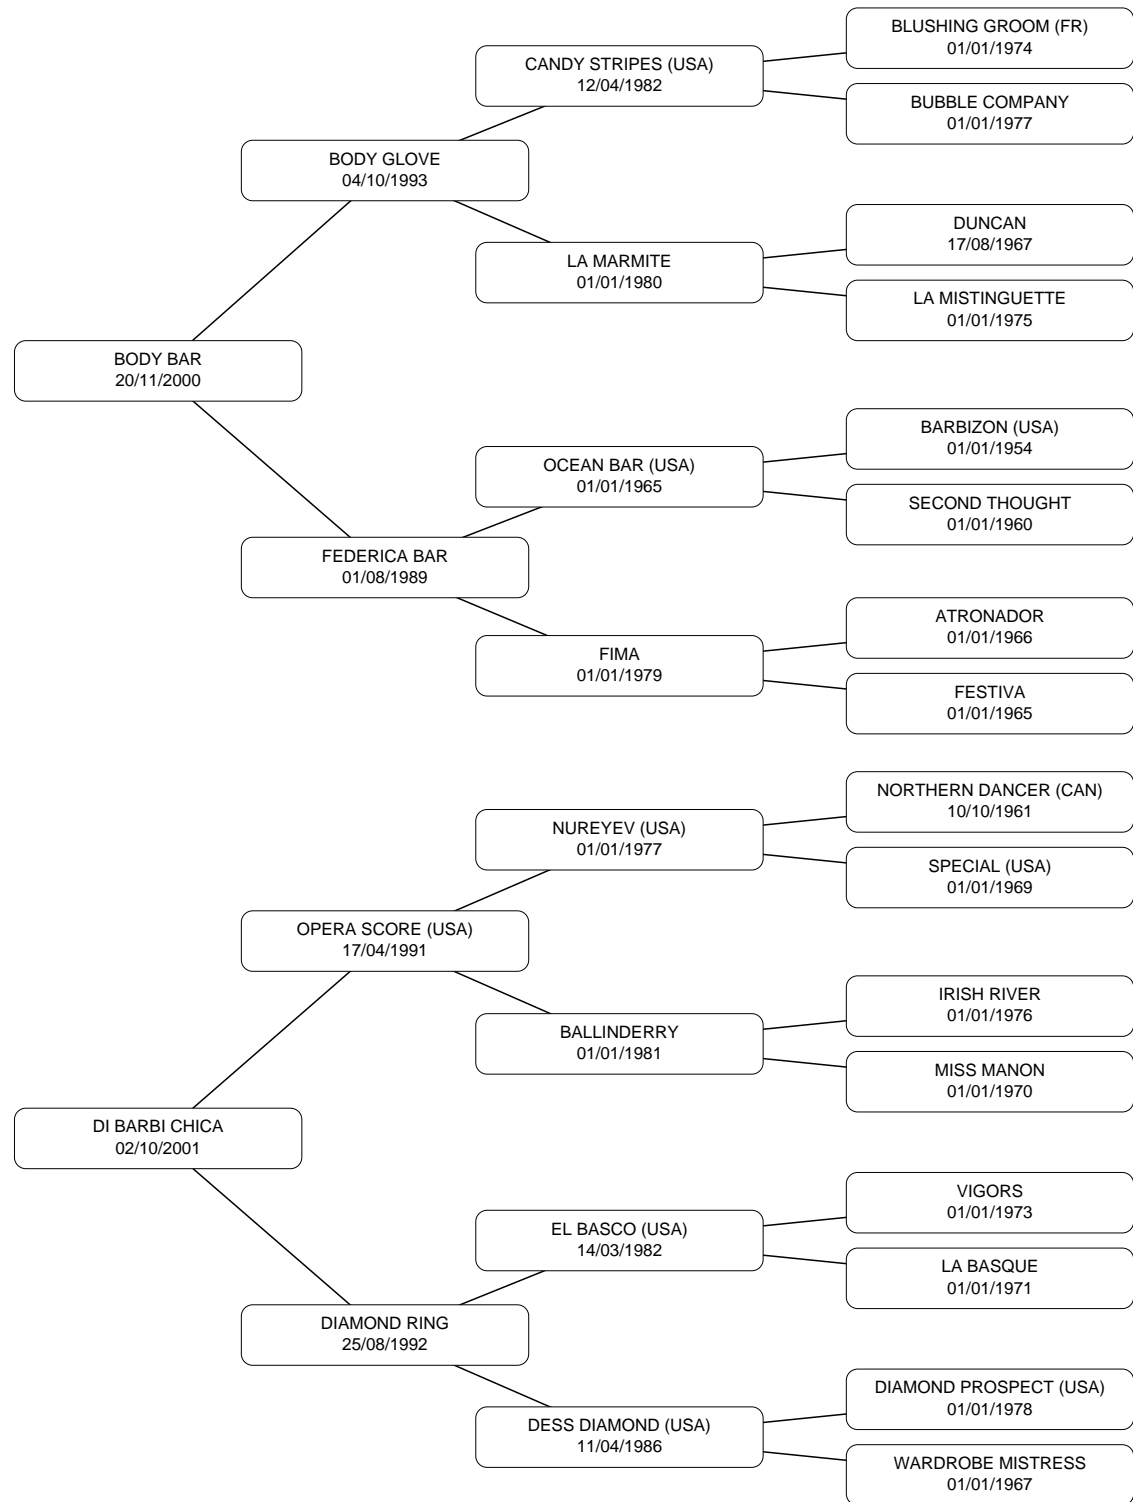 BLUSHING GROOM (FR)
01/01/1974
CANDY STRIPES (USA)
12/04/1982
BUBBLE COMPANY
01/01/1977
BODY GLOVE
04/10/1993
DUNCAN
17/08/1967
LA MARMITE
01/01/1980
LA MISTINGUETTE
01/01/1975
BODY BAR
20/11/2000
BARBIZON (USA)
01/01/1954
OCEAN BAR (USA)
01/01/1965
SECOND THOUGHT
01/01/1960
FEDERICA BAR
01/08/1989
ATRONADOR
01/01/1966
FIMA
01/01/1979
FESTIVA
01/01/1965
NORTHERN DANCER (CAN)
10/10/1961
NUREYEV (USA)
01/01/1977
SPECIAL (USA)
01/01/1969
OPERA SCORE (USA)
17/04/1991
IRISH RIVER
01/01/1976
BALLINDERRY
01/01/1981
MISS MANON
01/01/1970
DI BARBI CHICA
02/10/2001
VIGORS
01/01/1973
EL BASCO (USA)
14/03/1982
LA BASQUE
01/01/1971
DIAMOND RING
25/08/1992
DIAMOND PROSPECT (USA)
01/01/1978
DESS DIAMOND (USA)
11/04/1986
WARDROBE MISTRESS
01/01/1967